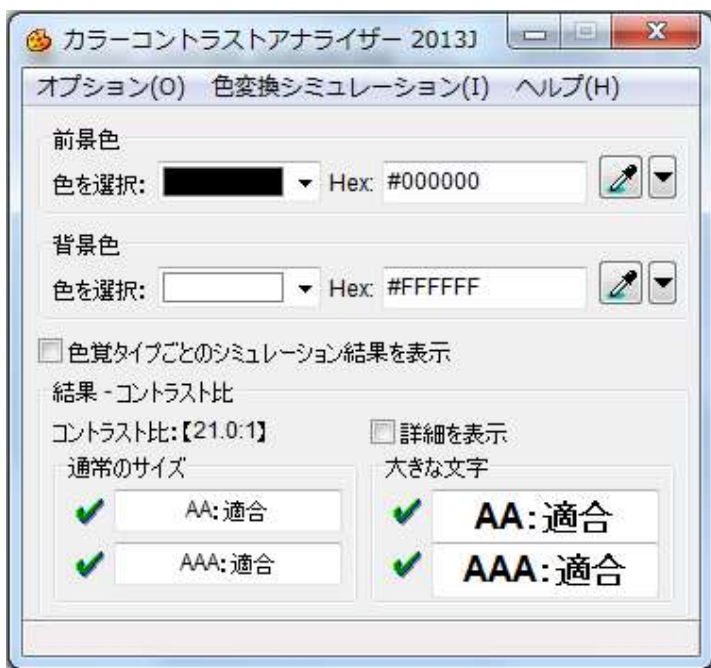 カラーコントラストアナライザー 2013J
オプション(O) 色変換シミュレーション(I) ヘルプ(H)
前景色
色を選択: Hex: #000000
背景色
色を選択: Hex: #FFFFFF
色覚タイプごとのシミュレーション結果を表示
結果 - コントラスト比
コントラスト比:【21.0:1】 詳細を表示
通常のサイズ 大きな文字
AA:適合 AA:適合
AAA:適合 AAA:適合